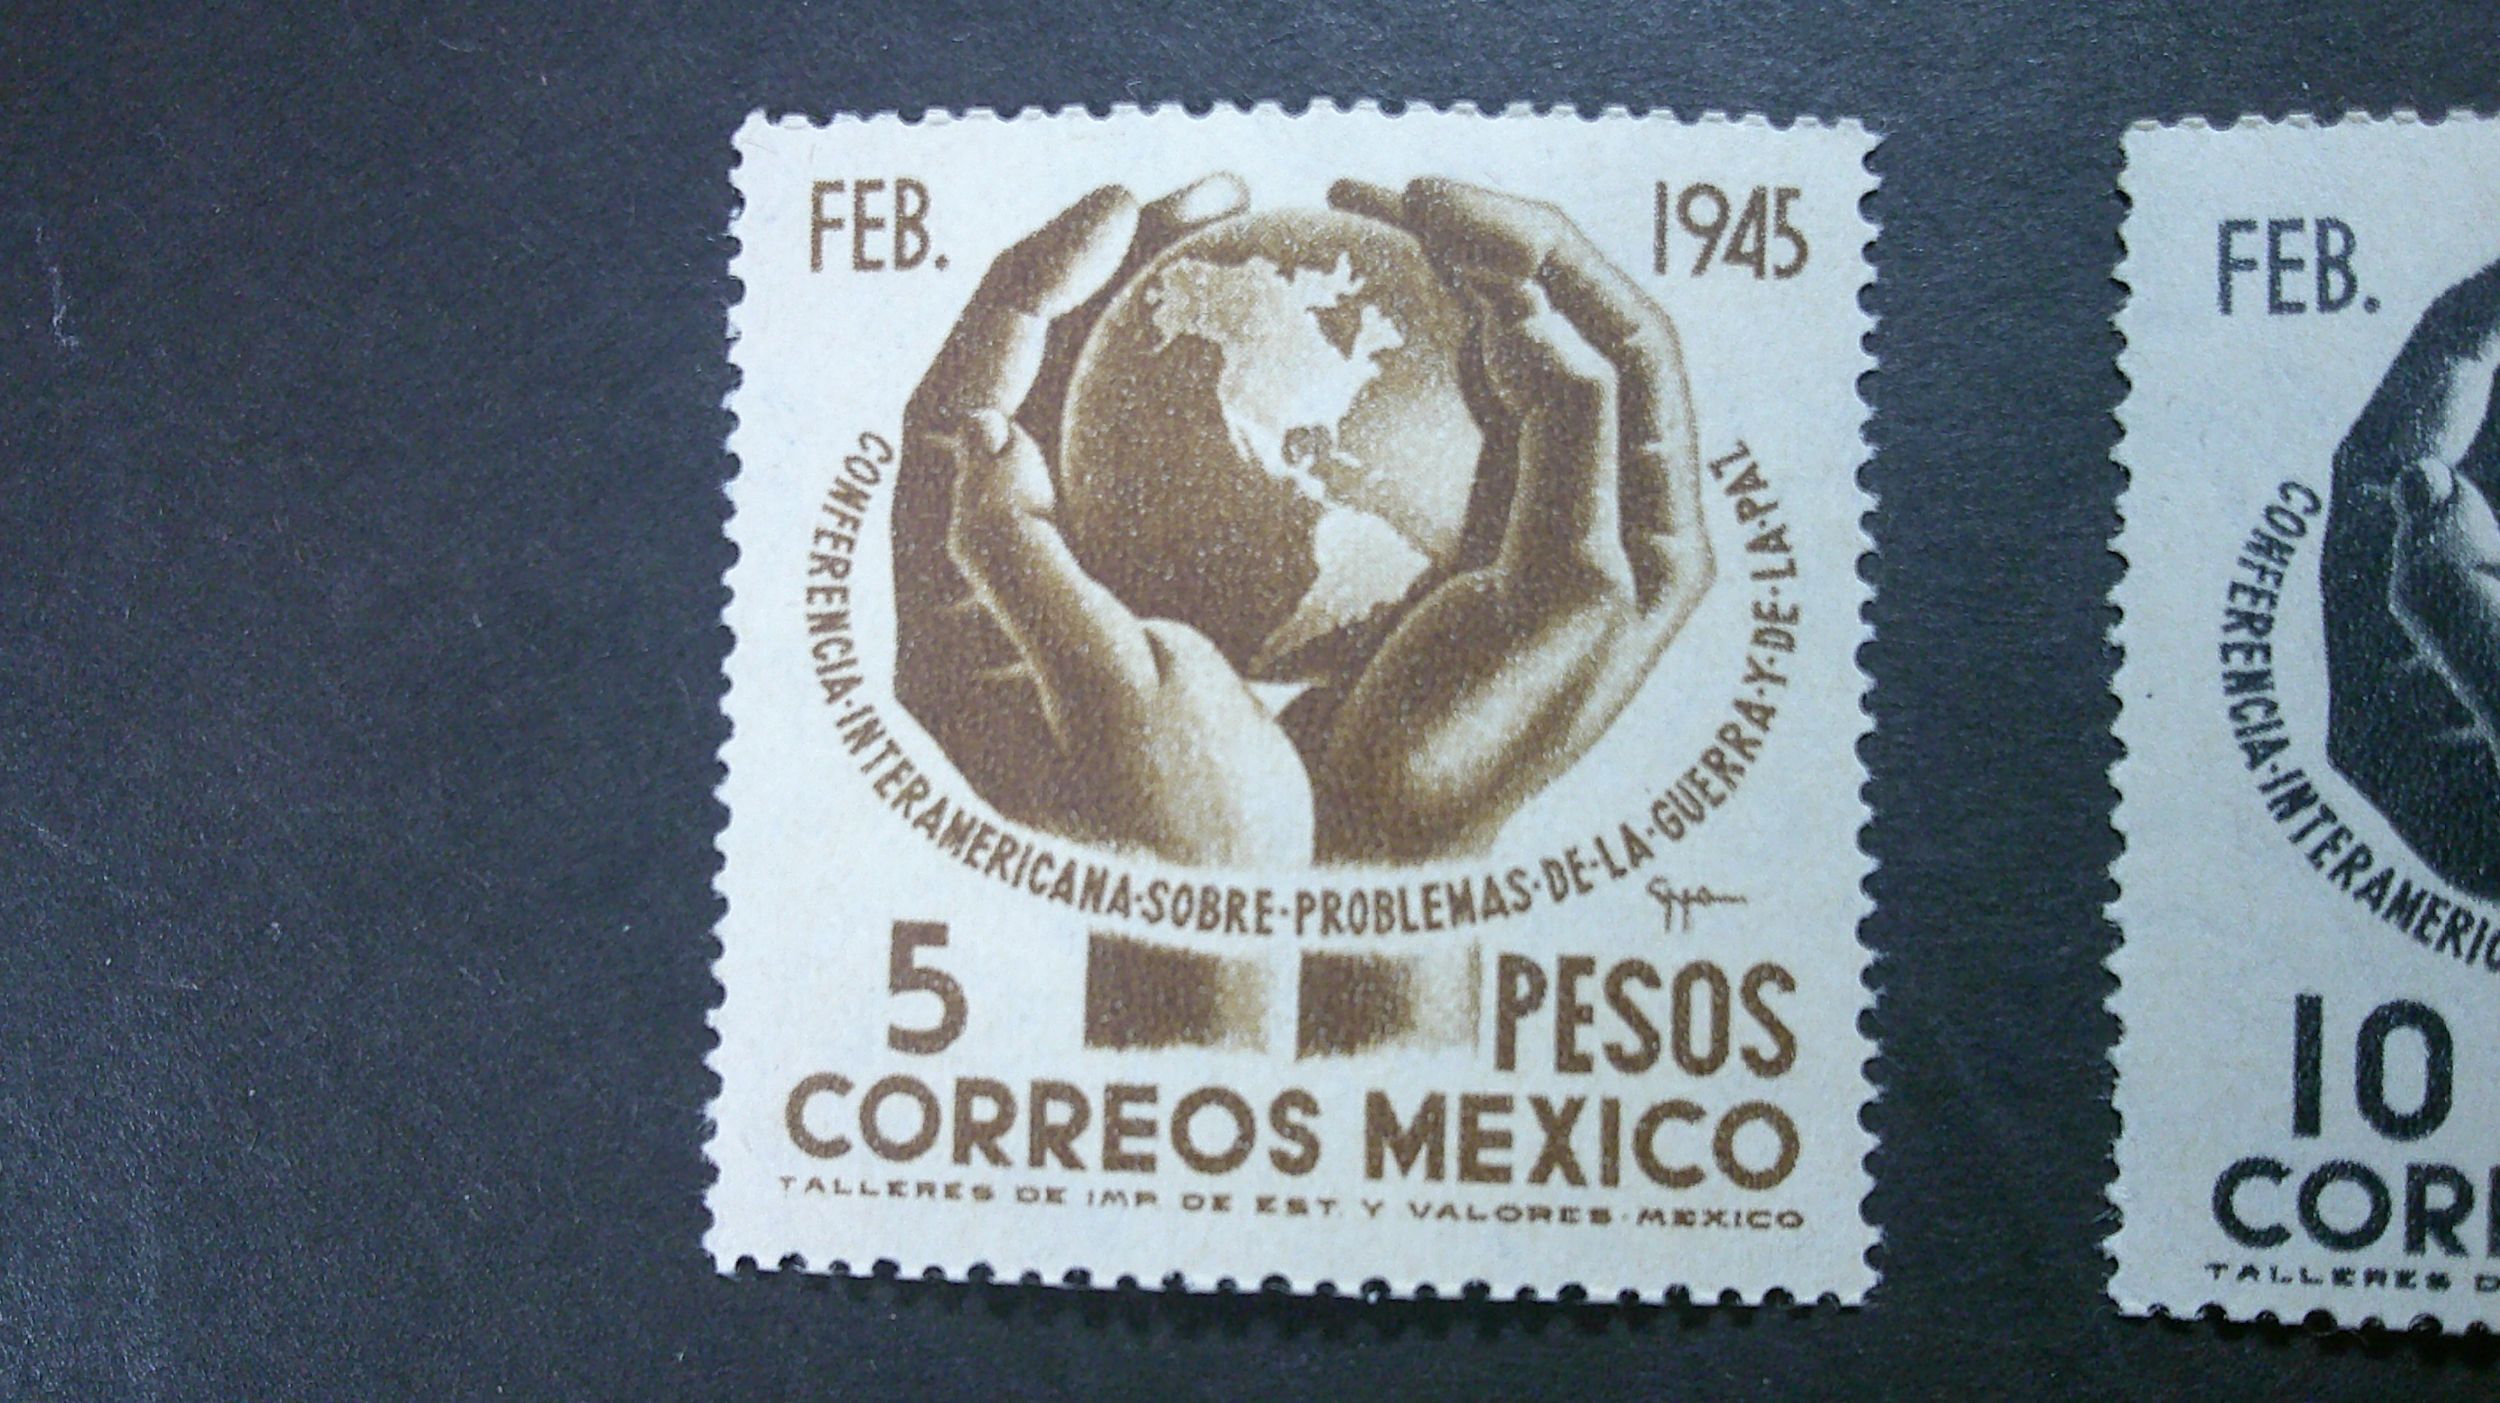 FEB. 1945
CONFERENCIA·INTERAMERICANA·SOBRE·PROBLEMAS·DE·LA·GUERRA·Y·DE·LA·PAZ
5 PESOS
CORREOS MEXICO
TALLERES DE IMP. DE EST. Y VALORES·MEXICO
FEB.
CONFERENCIA·INTERAMERIC
10
COR
TALLERES D